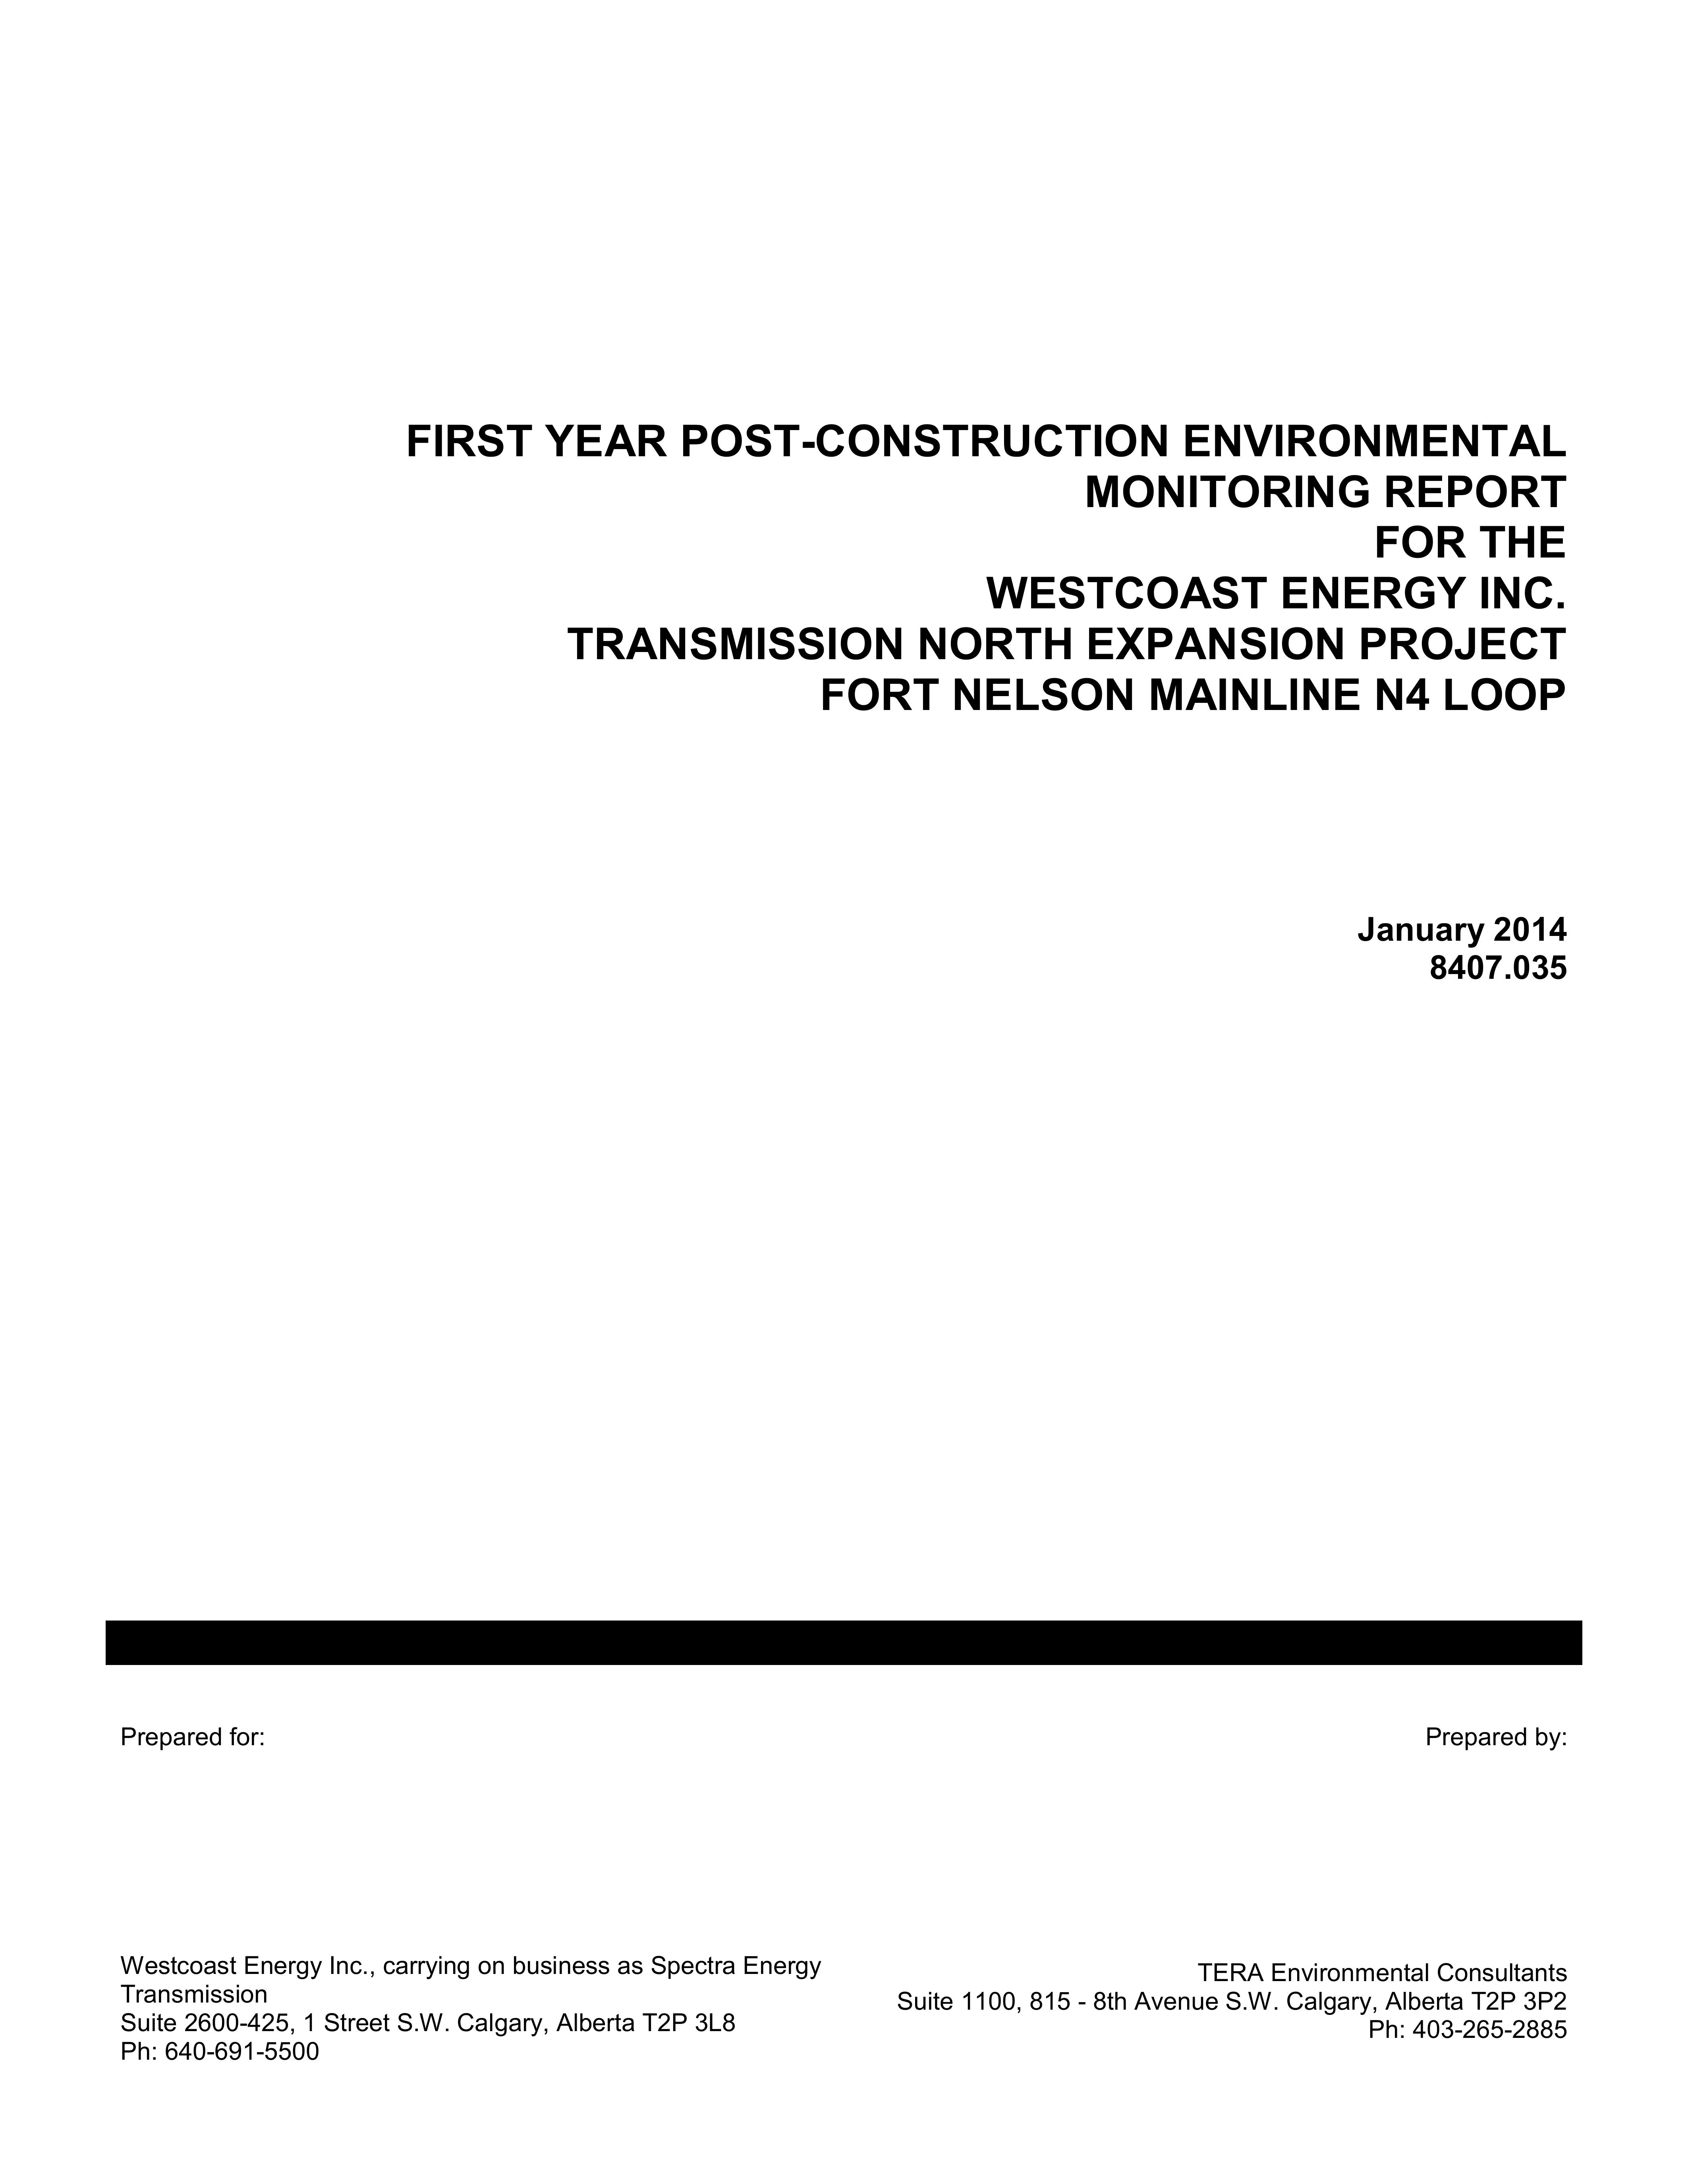 FIRST YEAR POST-CONSTRUCTION ENVIRONMENTAL
MONITORING REPORT
FOR THE
WESTCOAST ENERGY INC.
TRANSMISSION NORTH EXPANSION PROJECT
FORT NELSON MAINLINE N4 LOOP
January 2014
8407.035
Prepared for:
Prepared by:
Westcoast Energy Inc., carrying on business as Spectra Energy
Transmission
Suite 2600-425, 1 Street S.W. Calgary, Alberta T2P 3L8
Ph: 640-691-5500
TERA Environmental Consultants
Suite 1100, 815 - 8th Avenue S.W. Calgary, Alberta T2P 3P2
Ph: 403-265-2885